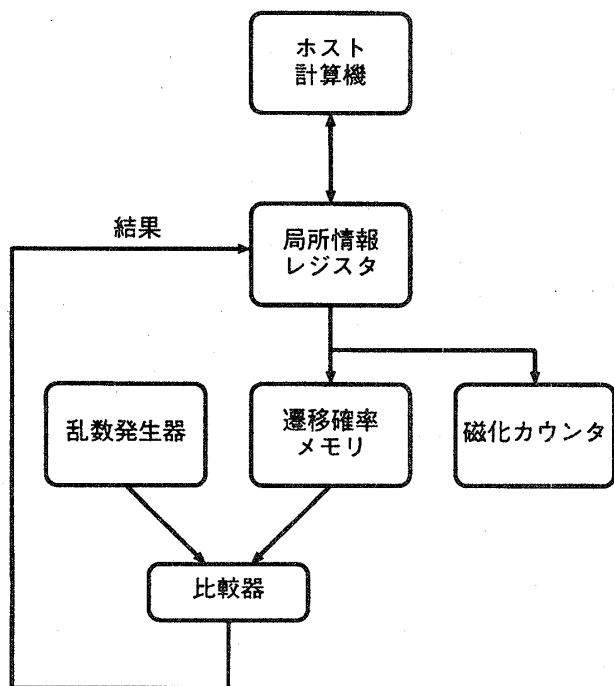 ホスト
計算機
結果
局所情報
レジスタ
乱数発生器
遷移確率
メモリ
磁化カウンタ
比較器